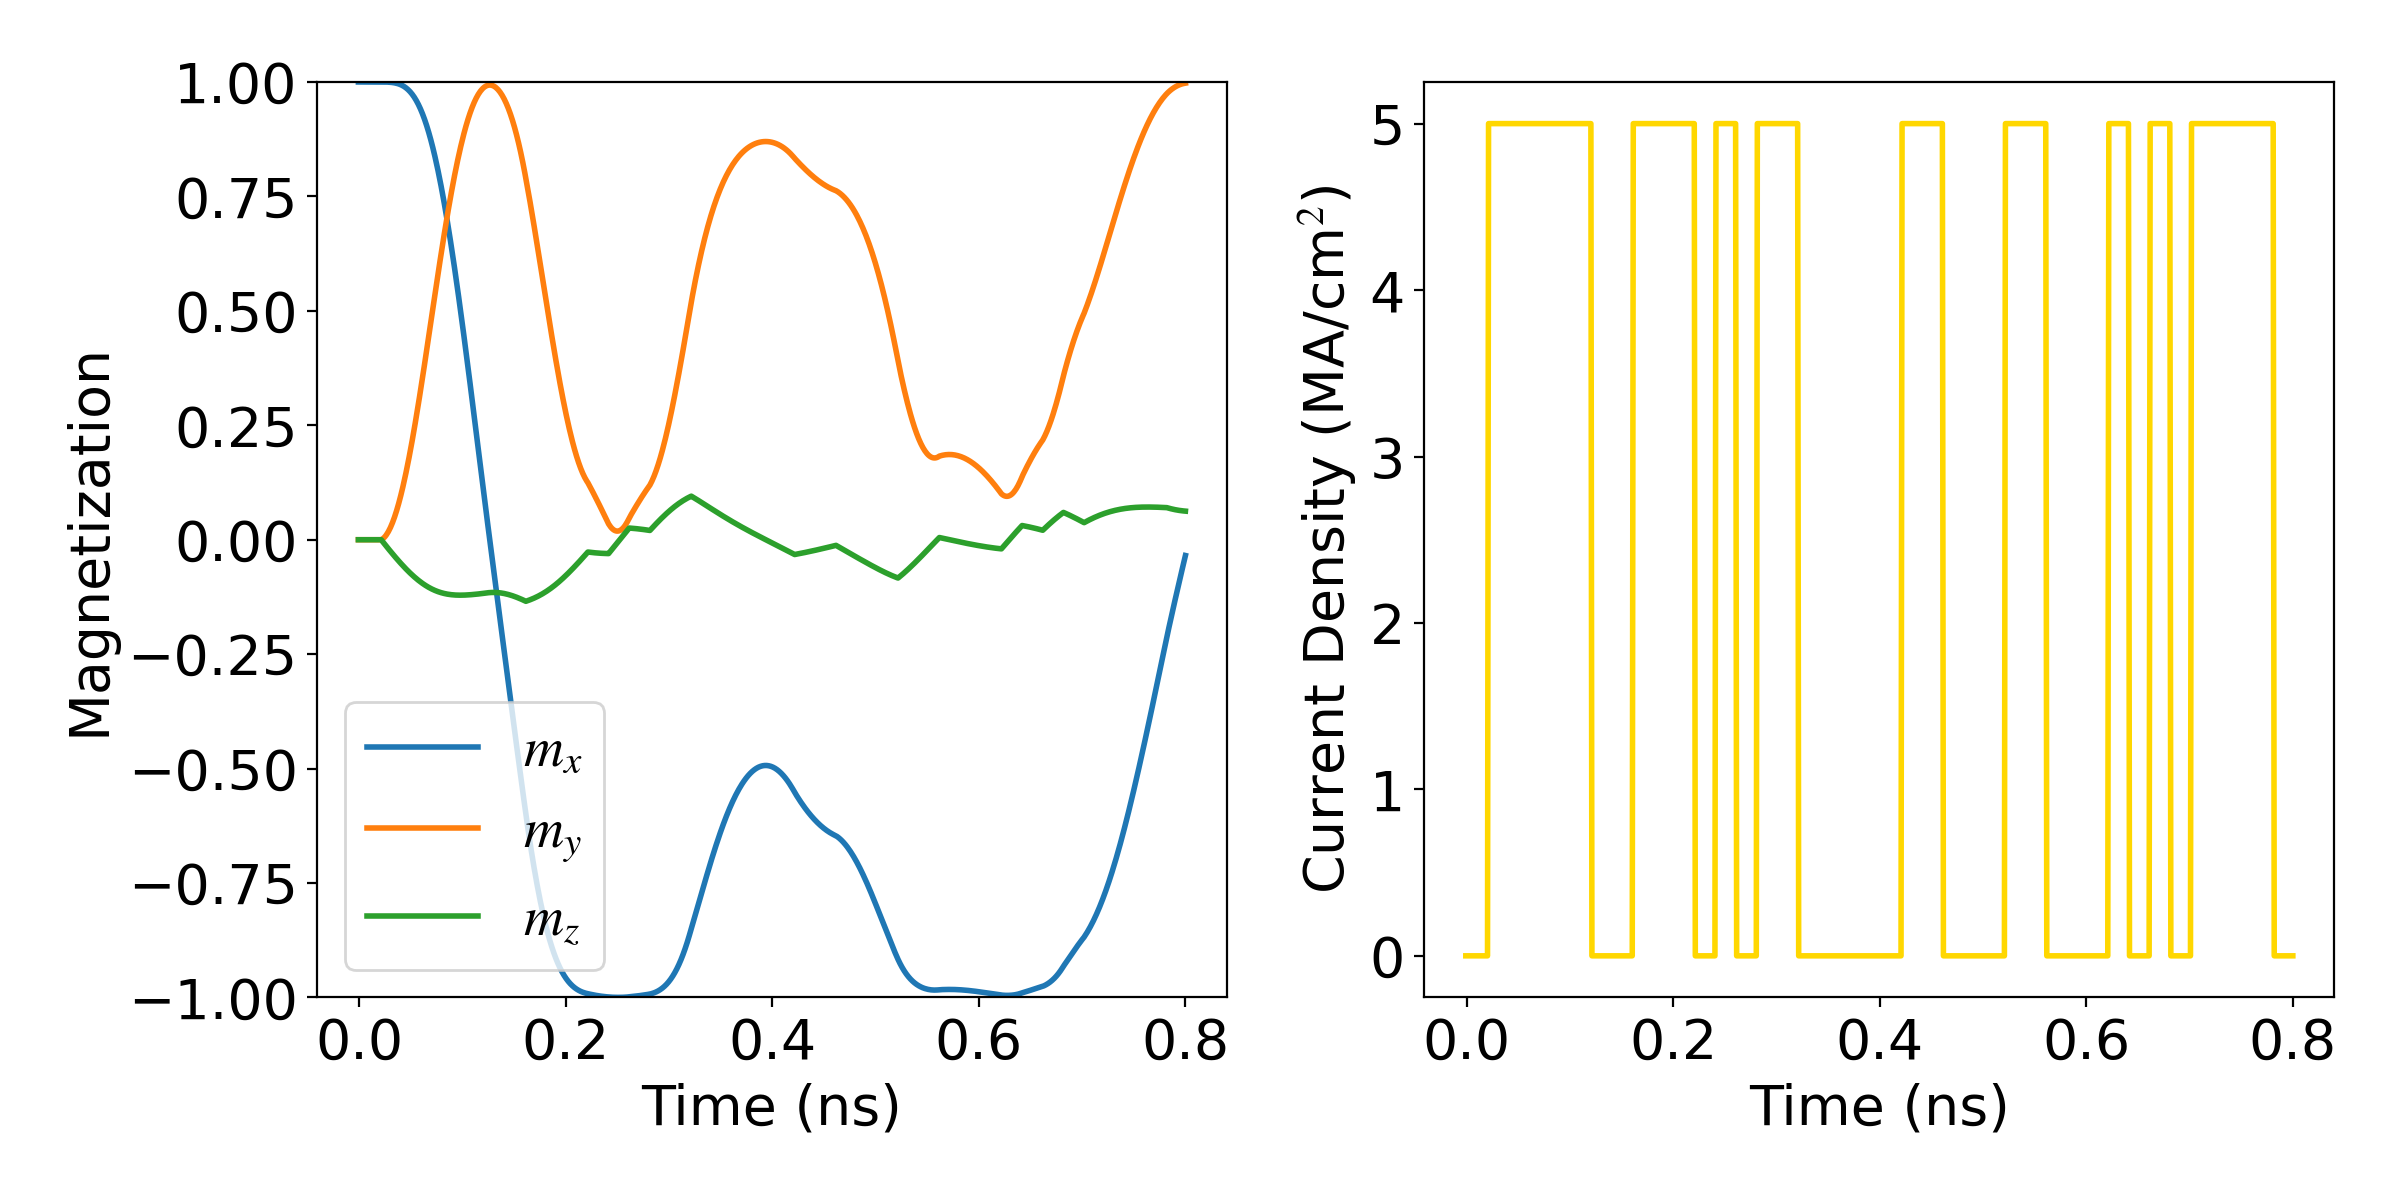 Magnetization
1.00
0.75
0.50
0.25
0.00
−0.25
−0.50
−0.75
−1.00
m_x
m_y
m_z
0.0 0.2 0.4 0.6 0.8
Time (ns)
Current Density (MA/cm²)
5
4
3
2
1
0
0.0 0.2 0.4 0.6 0.8
Time (ns)